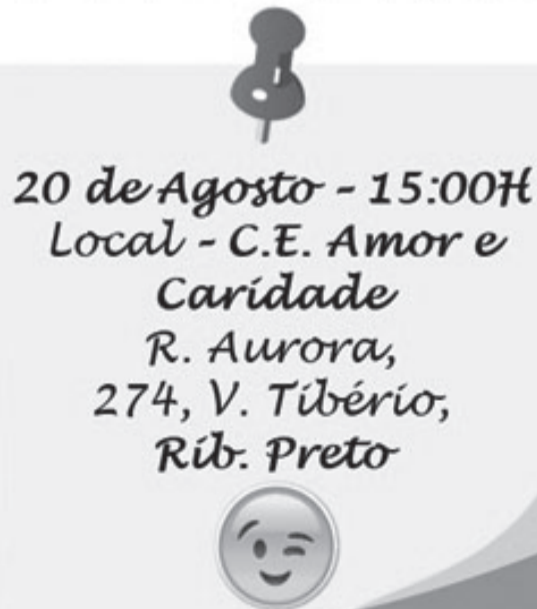 20 de Agosto - 15:00H
Local - C.E. Amor e
Caridade
R. Aurora,
274, V. Tibério,
Rib. Preto